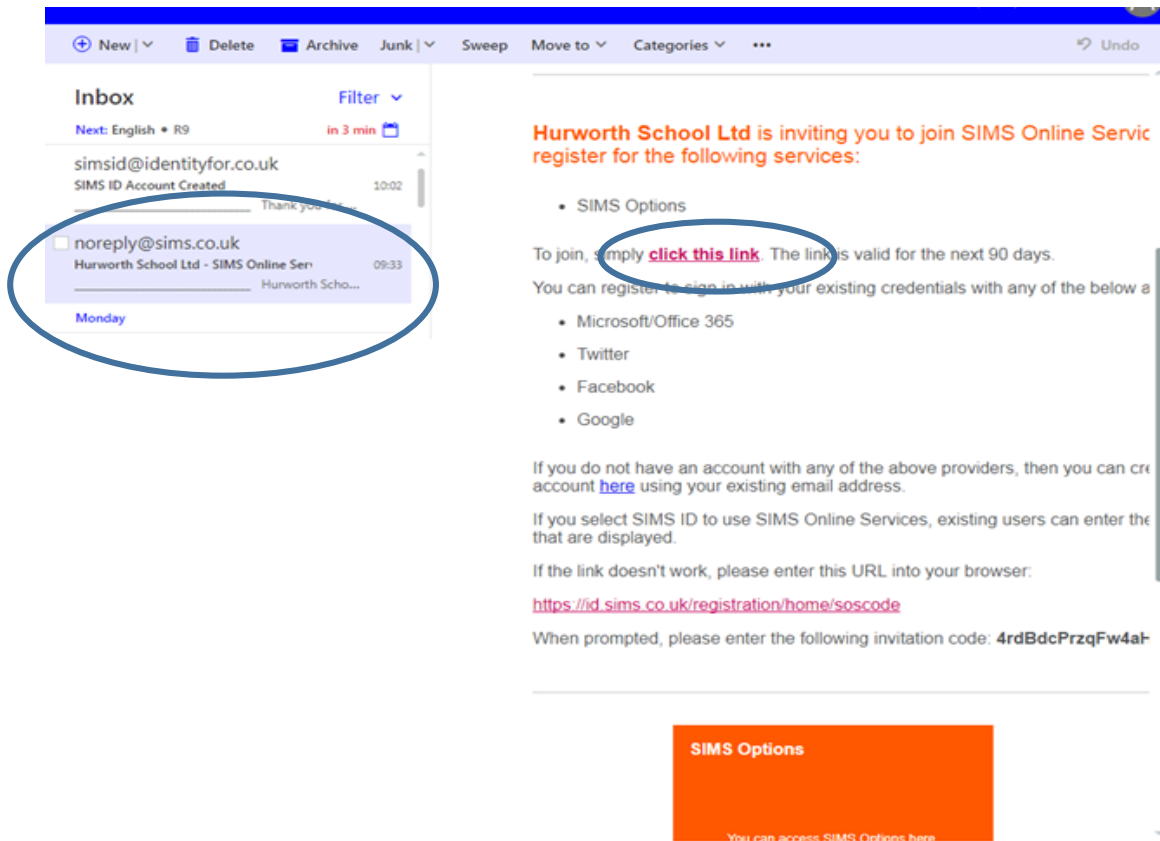 New
Delete
Archive
Junk
Sweep
Move to
Categories
•••
Undo
Inbox
Filter
Next: English • R9
in 3 min
simsid@identityfor.co.uk
SIMS ID Account Created
10:02
Thank you for...
noreply@sims.co.uk
Hurworth School Ltd - SIMS Online Ser
09:33
Hurworth Scho...
Monday
Hurworth School Ltd is inviting you to join SIMS Online Servic
register for the following services:
• SIMS Options
To join, simply click this link. The link is valid for the next 90 days.
You can register to sign in with your existing credentials with any of the below a
• Microsoft/Office 365
• Twitter
• Facebook
• Google
If you do not have an account with any of the above providers, then you can cre
account here using your existing email address.
If you select SIMS ID to use SIMS Online Services, existing users can enter the
that are displayed.
If the link doesn't work, please enter this URL into your browser:
https://id.sims.co.uk/registration/home/soscode
When prompted, please enter the following invitation code: 4rdBdcPrzqFw4aH
SIMS Options
You can access SIMS Options here